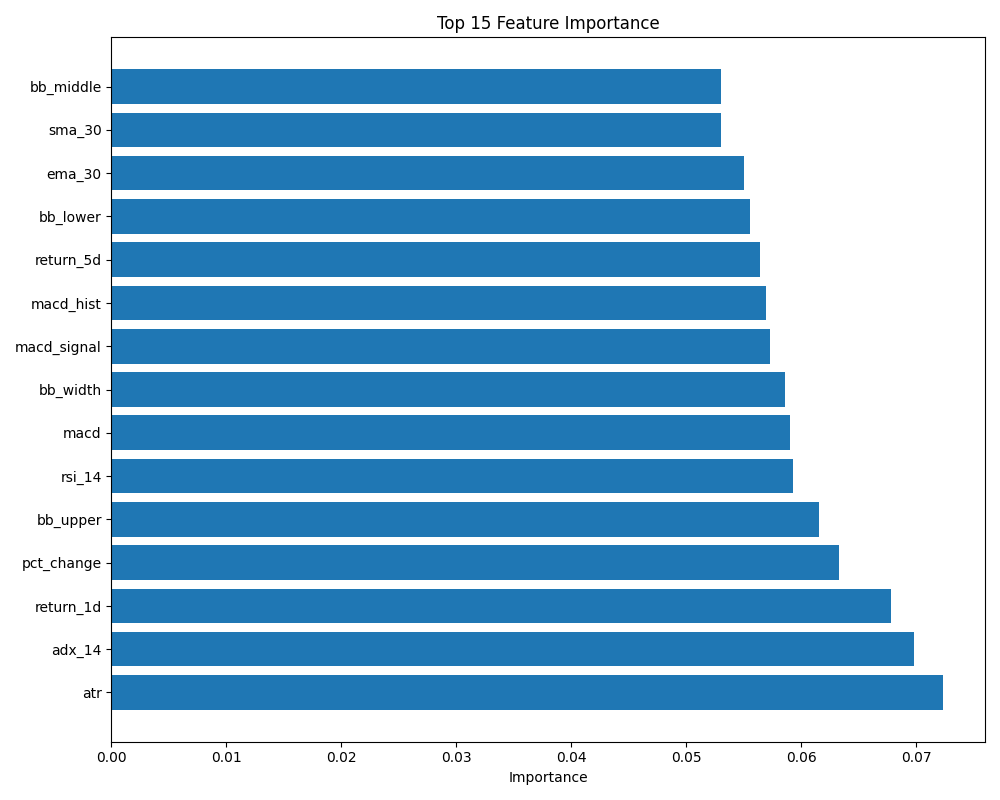 Top 15 Feature Importance
bb_middle
sma_30
ema_30
bb_lower
return_5d
macd_hist
macd_signal
bb_width
macd
rsi_14
bb_upper
pct_change
return_1d
adx_14
atr
0.00 0.01 0.02 0.03 0.04 0.05 0.06 0.07
Importance